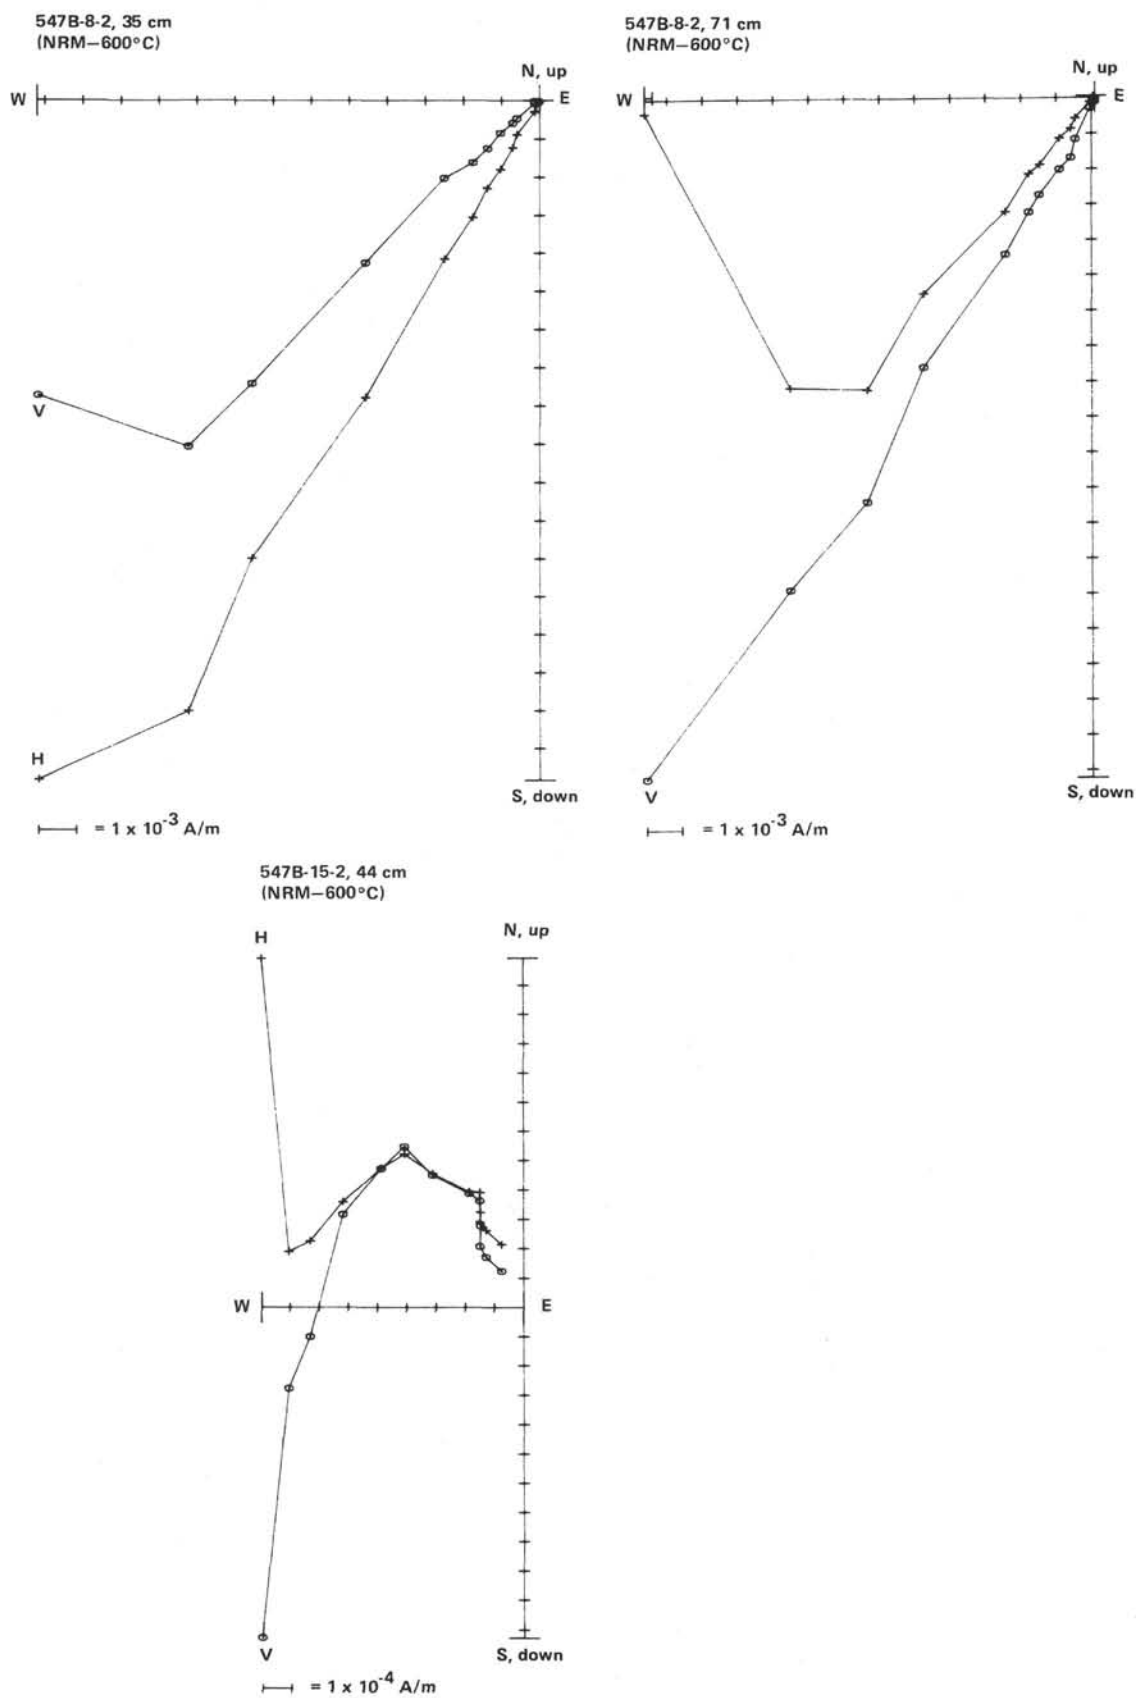 547B-8-2, 35 cm
(NRM—600°C)
N, up
W
E
V
H
S, down
= 1 x 10-3 A/m
547B-8-2, 71 cm
(NRM—600°C)
N, up
W
E
V
S, down
= 1 x 10-3 A/m
547B-15-2, 44 cm
(NRM—600°C)
H
N, up
W
E
V
S, down
= 1 x 10-4 A/m